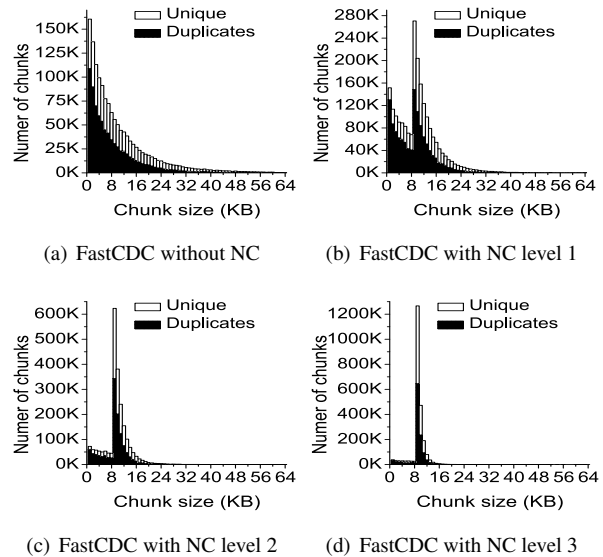 Unique
Duplicates
Numer of chunks
150K
125K
100K
75K
50K
25K
0K
0 8 16 24 32 40 48 56 64
Chunk size (KB)
(a) FastCDC without NC
Unique
Duplicates
Numer of chunks
280K
240K
200K
160K
120K
80K
40K
0K
0 8 16 24 32 40 48 56 64
Chunk size (KB)
(b) FastCDC with NC level 1
Unique
Duplicates
Numer of chunks
600K
500K
400K
300K
200K
100K
0K
0 8 16 24 32 40 48 56 64
Chunk size (KB)
(c) FastCDC with NC level 2
Unique
Duplicates
Numer of chunks
1200K
1000K
800K
600K
400K
200K
0K
0 8 16 24 32 40 48 56 64
Chunk size (KB)
(d) FastCDC with NC level 3